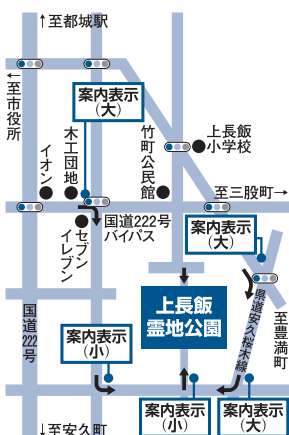 ↑至都城駅
←至市役所
案内表示
(大)
木工団地
イオン
竹町公民館
上長飯
小学校
至三股町→
セブン
イレブン
国道222号
バイパス
案内表示
(大)
上長飯
霊地公園
県道安久桜木線
至豊満町
国道222号
案内表示
(小)
案内表示
(小)
案内表示
(大)
↓至安久町